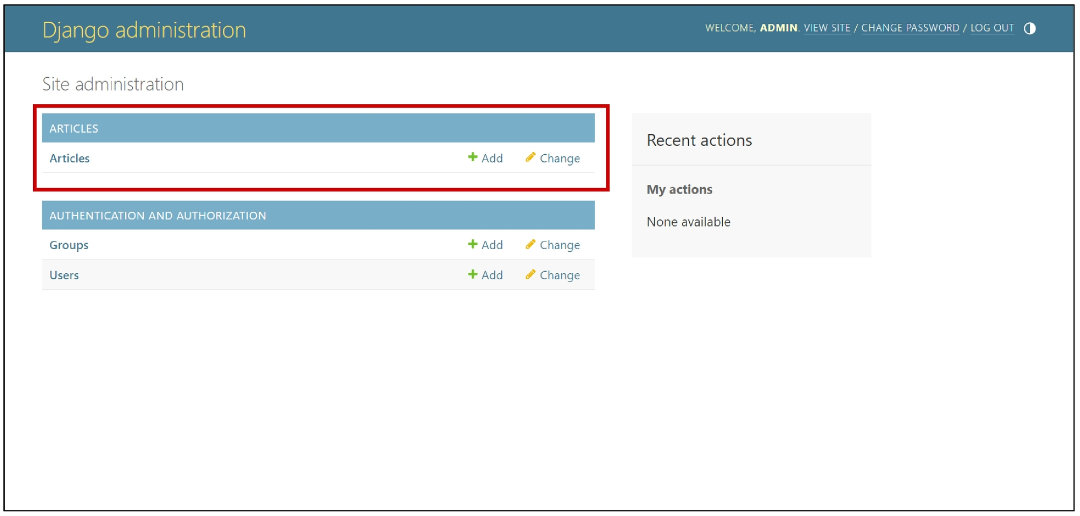 Django administration
WELCOME, ADMIN. VIEW SITE / CHANGE PASSWORD / LOG OUT
Site administration
ARTICLES
Articles + Add Change
AUTHENTICATION AND AUTHORIZATION
Groups + Add Change
Users + Add Change
Recent actions
My actions
None available